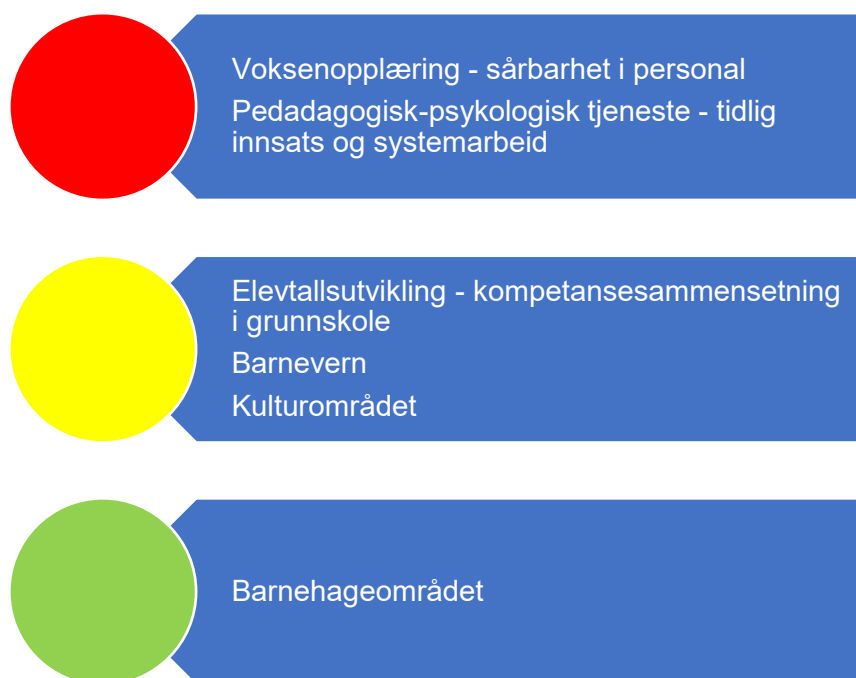 Voksenopplæring - sårbarhet i personal
Pedadagogisk-psykologisk tjeneste - tidlig
innsats og systemarbeid
Elevtallsutvikling - kompetansesammensetning
i grunnskole
Barnevern
Kulturområdet
Barnehageområdet